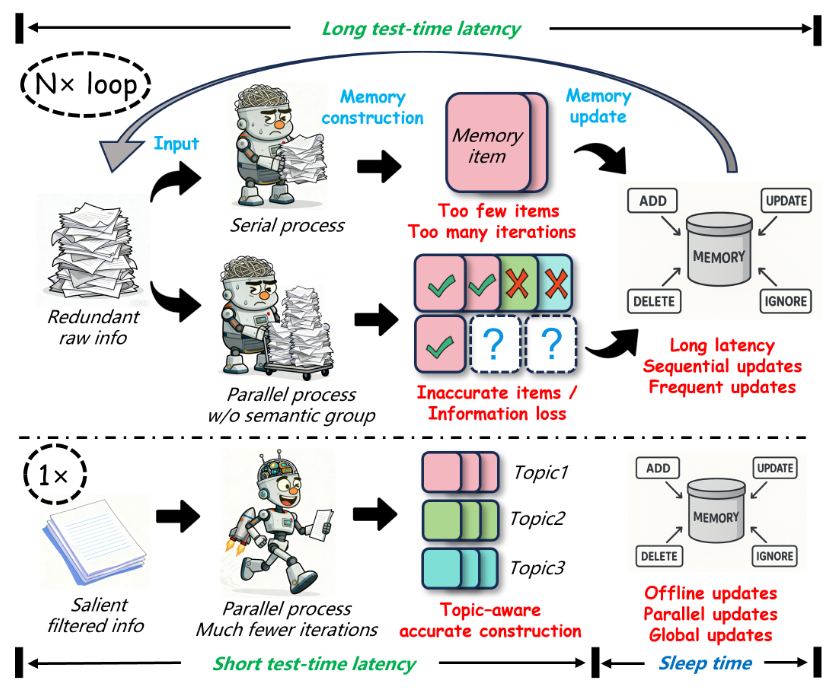 Long test-time latency
N× loop
Input
Memory
construction
Memory
update
Memory
item
Serial process
Too few items
Too many iterations
ADD
UPDATE
MEMORY
DELETE
IGNORE
Redundant
raw info
?
?
Parallel process
w/o semantic group
Inaccurate items /
Information loss
Long latency
Sequential updates
Frequent updates
1×
Topic1
Topic2
Topic3
ADD
UPDATE
MEMORY
DELETE
IGNORE
Salient
filtered info
Parallel process
Much fewer iterations
Topic-aware
accurate construction
Offline updates
Parallel updates
Global updates
Short test-time latency
Sleep time